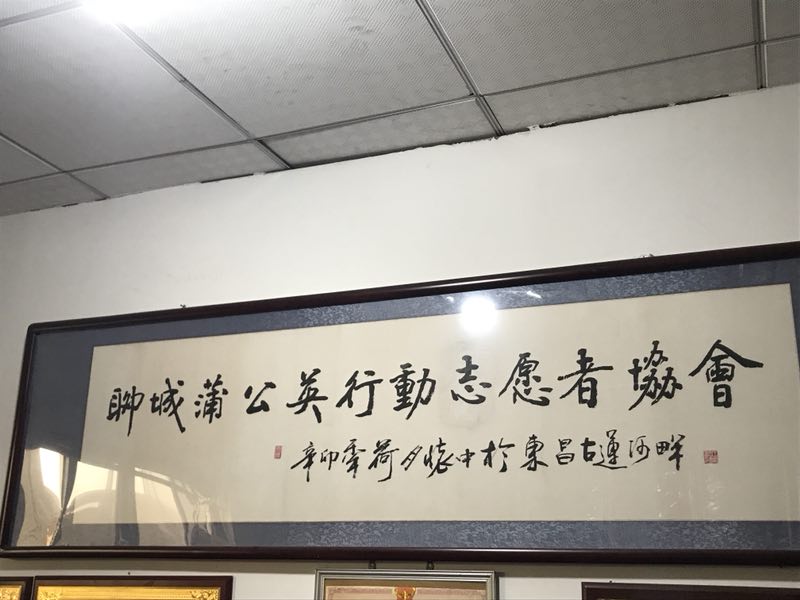 聊城蒲公英行動志愿者協會
辛卯年荷月懷中於東昌古運河畔